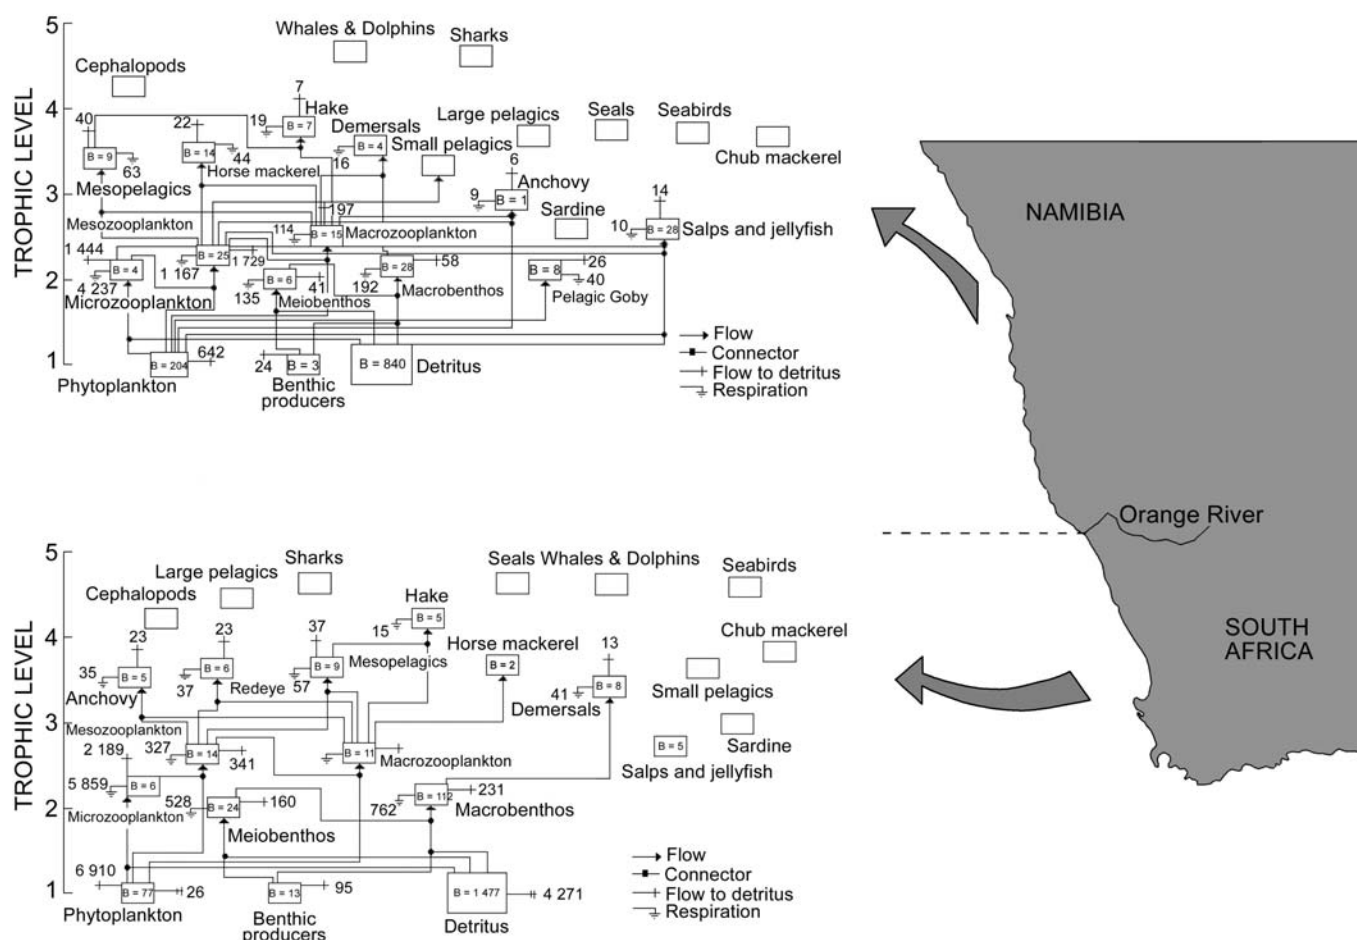 5
Whales & Dolphins
Sharks
Cephalopods
7
4
40
22
19
B = 7
Hake
Demersals
Large pelagics
Seals
Seabirds
Chub mackerel
B = 9
63
B = 14
44
Horse mackerel
16
B = 4
Small pelagics
6
Mesopelagics
3
Anchovy
9
B = 1
14
Mesozooplankton
197
Sardine
114
B = 15
Macrozooplankton
10
B = 28
Salps and jellyfish
1 444
B = 4
4 237
1 167
B = 25
1 729
58
26
2
Microzooplankton
135
B = 6
41
Meiobenthos
192
B = 28
Macrobenthos
B = 8
40
Pelagic Goby
TROPHIC LEVEL
1
B = 204
642
Phytoplankton
24
B = 3
Benthic
producers
B = 840
Detritus
Flow
Connector
Flow to detritus
Respiration
NAMIBIA
Orange River
SOUTH
AFRICA
5
Cephalopods
Large pelagics
Sharks
Seals Whales & Dolphins
Seabirds
Hake
4
23
23
37
15
B = 5
Horse mackerel
13
Chub mackerel
35
B = 5
37
B = 6
57
B = 9
Mesopelagics
B = 2
Small pelagics
Anchovy
Redeye
41
B = 8
Demersals
3
Mesozooplankton
Sardine
2 189
327
B = 14
341
B = 11
Macrozooplankton
B = 5
Salps and jellyfish
5 859
B = 6
528
B = 24
160
762
B = 112
231
Macrobenthos
2
Microzooplankton
Meiobenthos
TROPHIC LEVEL
6 910
1
B = 77
26
Phytoplankton
B = 13
95
Benthic
producers
B = 1 477
4 271
Detritus
Flow
Connector
Flow to detritus
Respiration